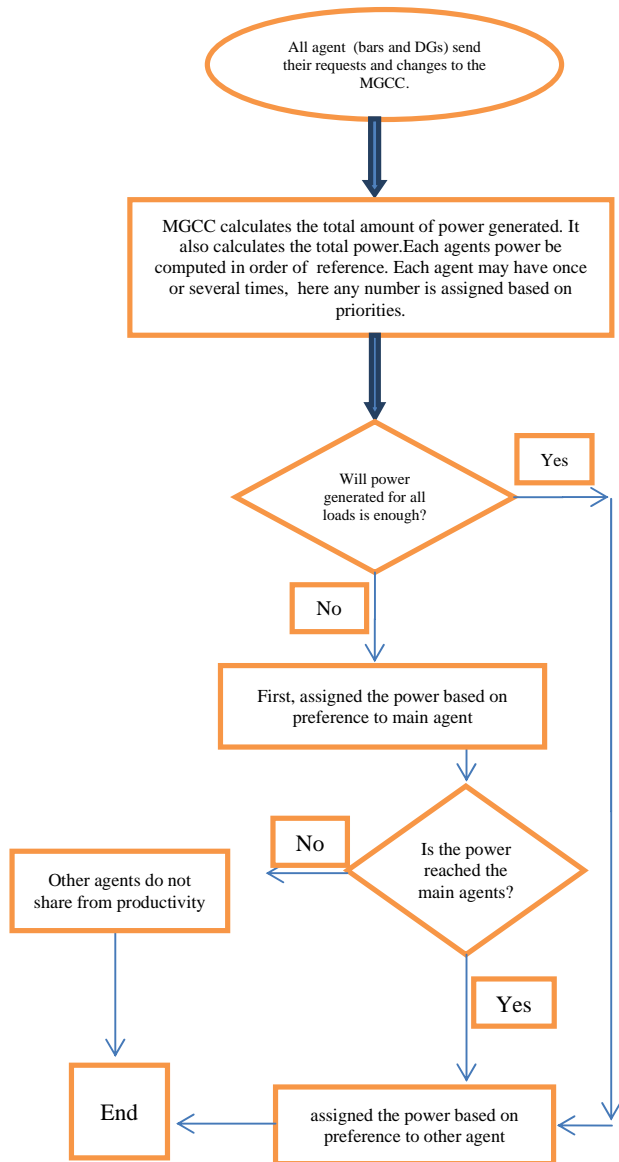 All agent (bars and DGs) send
their requests and changes to the
MGCC.
MGCC calculates the total amount of power generated. It
also calculates the total power.Each agents power be
computed in order of reference. Each agent may have once
or several times, here any number is assigned based on
priorities.
Will power
generated for all
loads is enough?
Yes
No
First, assigned the power based on
preference to main agent
Is the power
reached the
main agents?
No
Other agents do not
share from productivity
Yes
End
assigned the power based on
preference to other agent